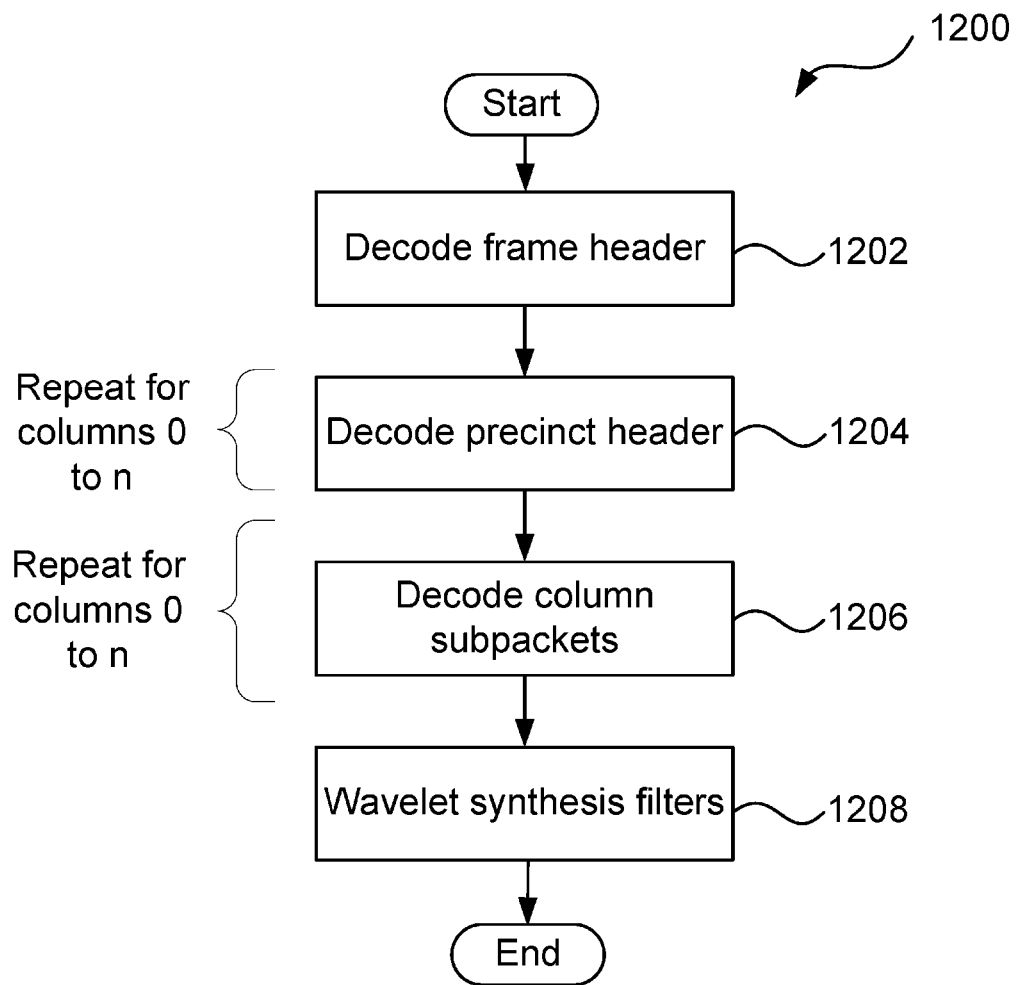 1200
Start
Decode frame header
1202
Repeat for
columns 0
to n
Decode precinct header
1204
Repeat for
columns 0
to n
Decode column
subpackets
1206
Wavelet synthesis filters
1208
End